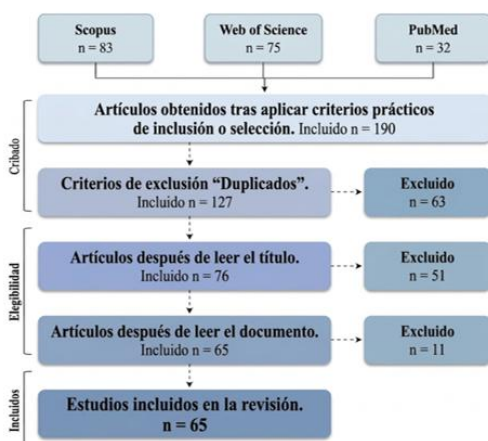 Scopus
n = 83
Web of Science
n = 75
PubMed
n = 32
Cribado
Artículos obtenidos tras aplicar criterios prácticos
de inclusión o selección. Incluido n = 190
Criterios de exclusión “Duplicados”.
Incluido n = 127
Excluido
n = 63
Elegibilidad
Artículos después de leer el título.
Incluido n = 76
Excluido
n = 51
Artículos después de leer el documento.
Incluido n = 65
Excluido
n = 11
Incluidos
Estudios incluidos en la revisión.
n = 65